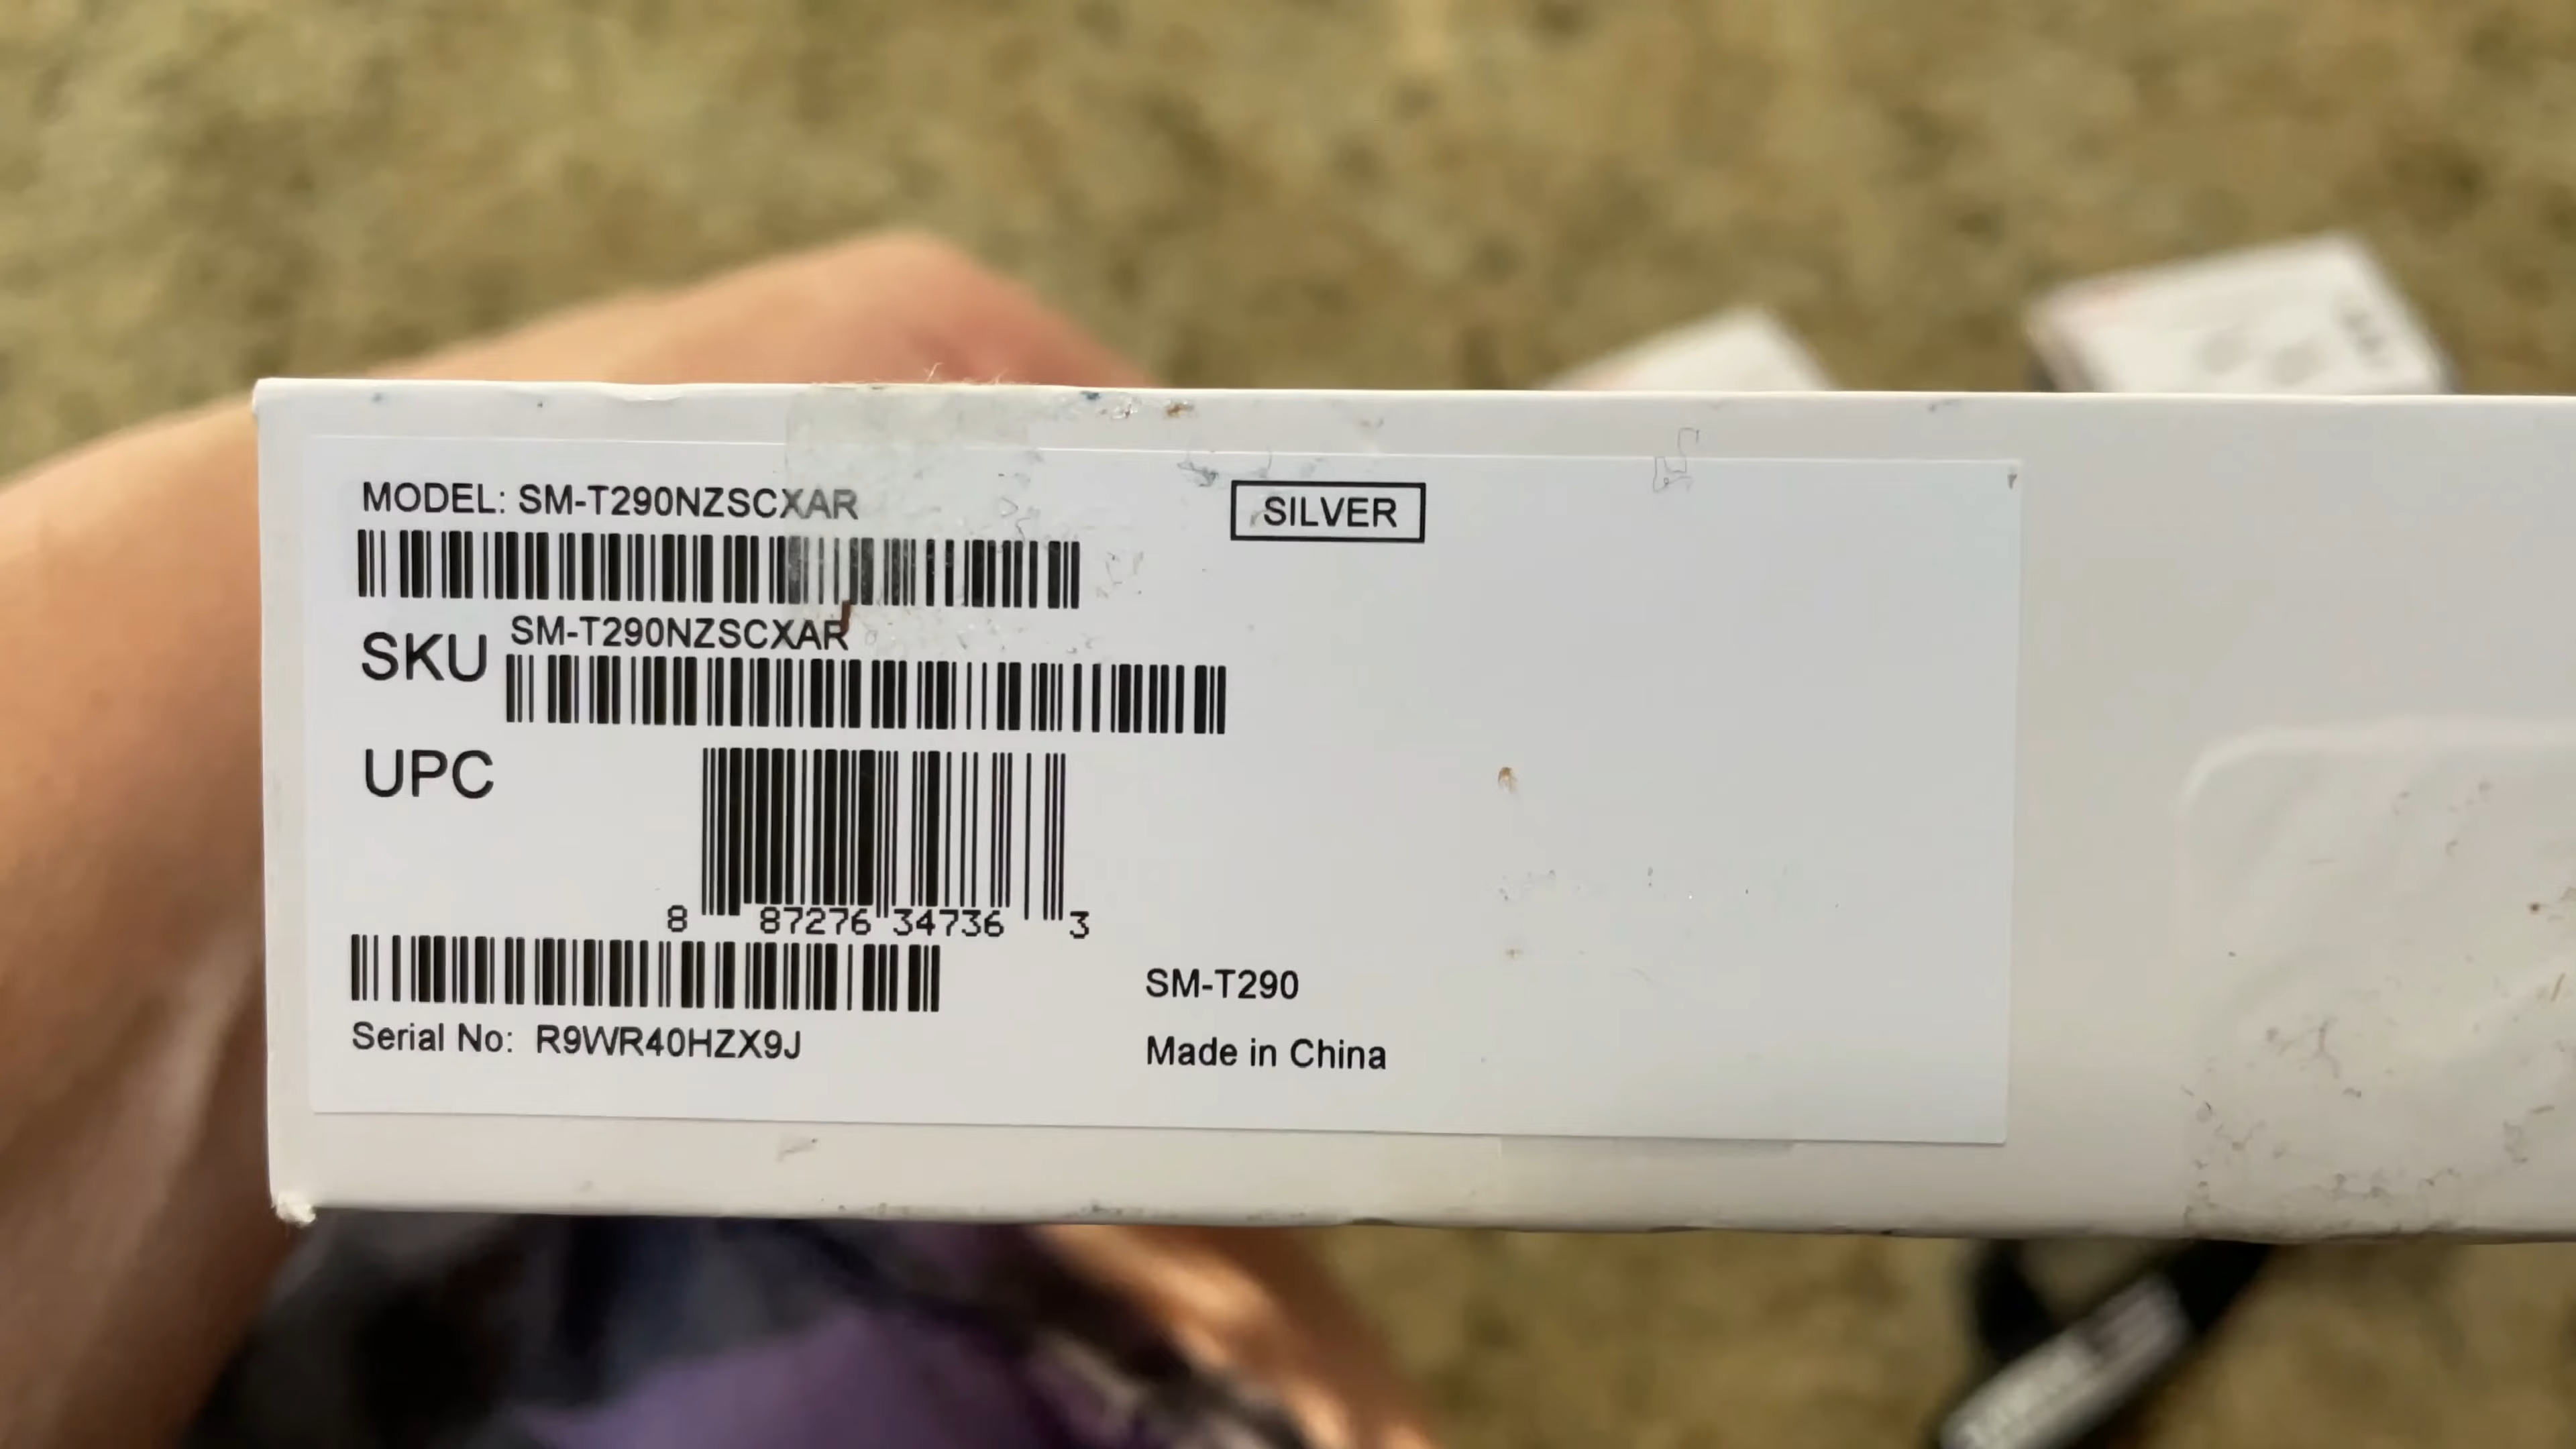 MODEL: SM-T290NZSCXAR
SILVER
SKU SM-T290NZSCXAR
UPC
8 87276 34736 3
SM-T290
Serial No: R9WR40HZX9J
Made in China